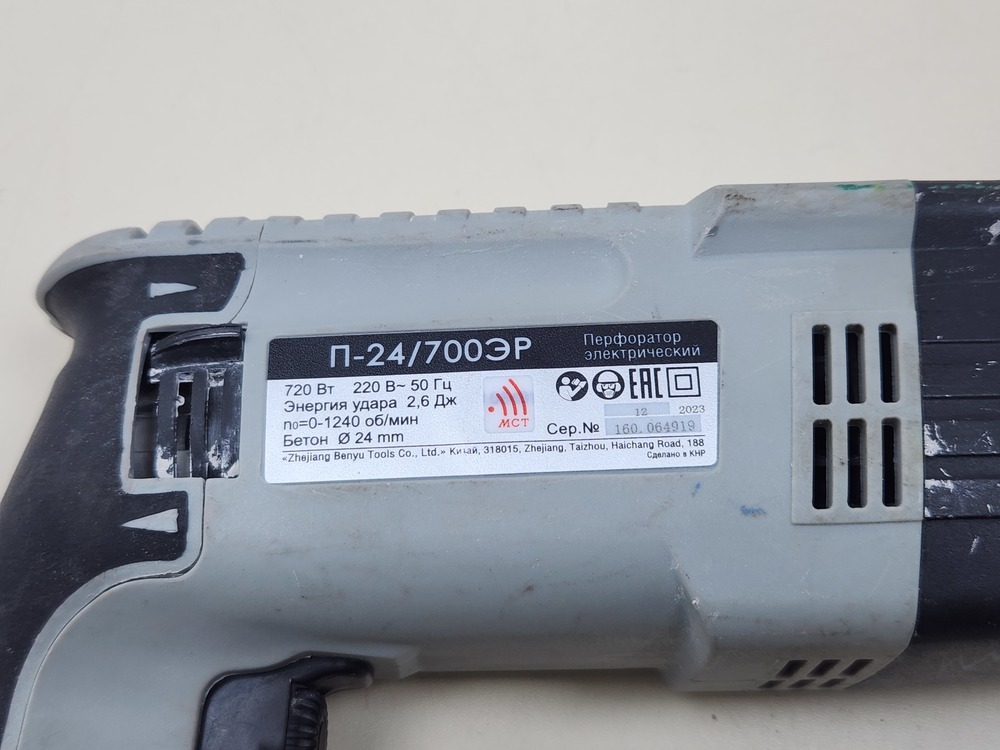 П-24/700ЭР
Перфоратор
электрический
720 Вт 220 В~ 50 Гц
Энергия удара 2,6 Дж
n₀=0-1240 об/мин
Бетон Ø 24 mm
МСТ
EAC
12 2023
Сер.№ 160.064919
«Zhejiang Benyu Tools Co., Ltd.» Китай, 318015, Zhejiang, Taizhou, Haichang Road, 188
Сделано в КНР